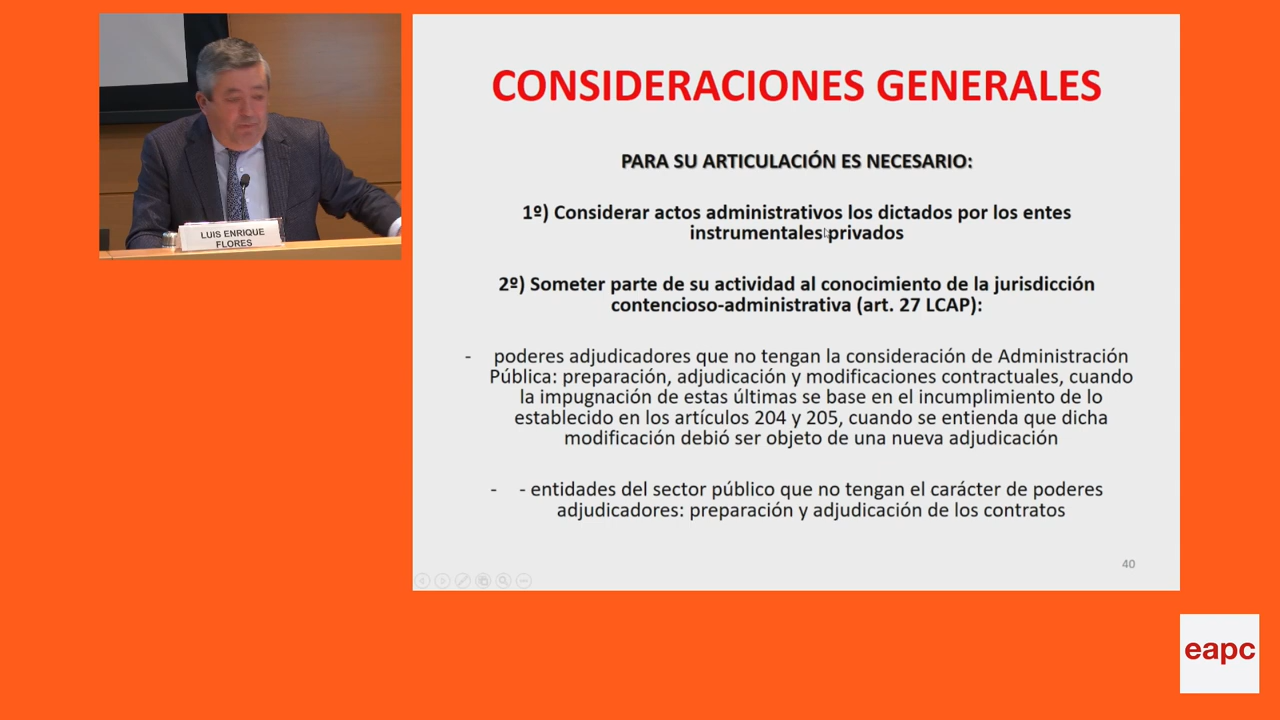 LUIS ENRIQUE
FLORES
CONSIDERACIONES GENERALES
PARA SU ARTICULACIÓN ES NECESARIO:
1º) Considerar actos administrativos los dictados por los entes
instrumentales privados
2º) Someter parte de su actividad al conocimiento de la jurisdicción
contencioso-administrativa (art. 27 LCAP):
- poderes adjudicadores que no tengan la consideración de Administración
Pública: preparación, adjudicación y modificaciones contractuales, cuando
la impugnación de estas últimas se base en el incumplimiento de lo
establecido en los artículos 204 y 205, cuando se entienda que dicha
modificación debió ser objeto de una nueva adjudicación
- - entidades del sector público que no tengan el carácter de poderes
adjudicadores: preparación y adjudicación de los contratos
40
eapc